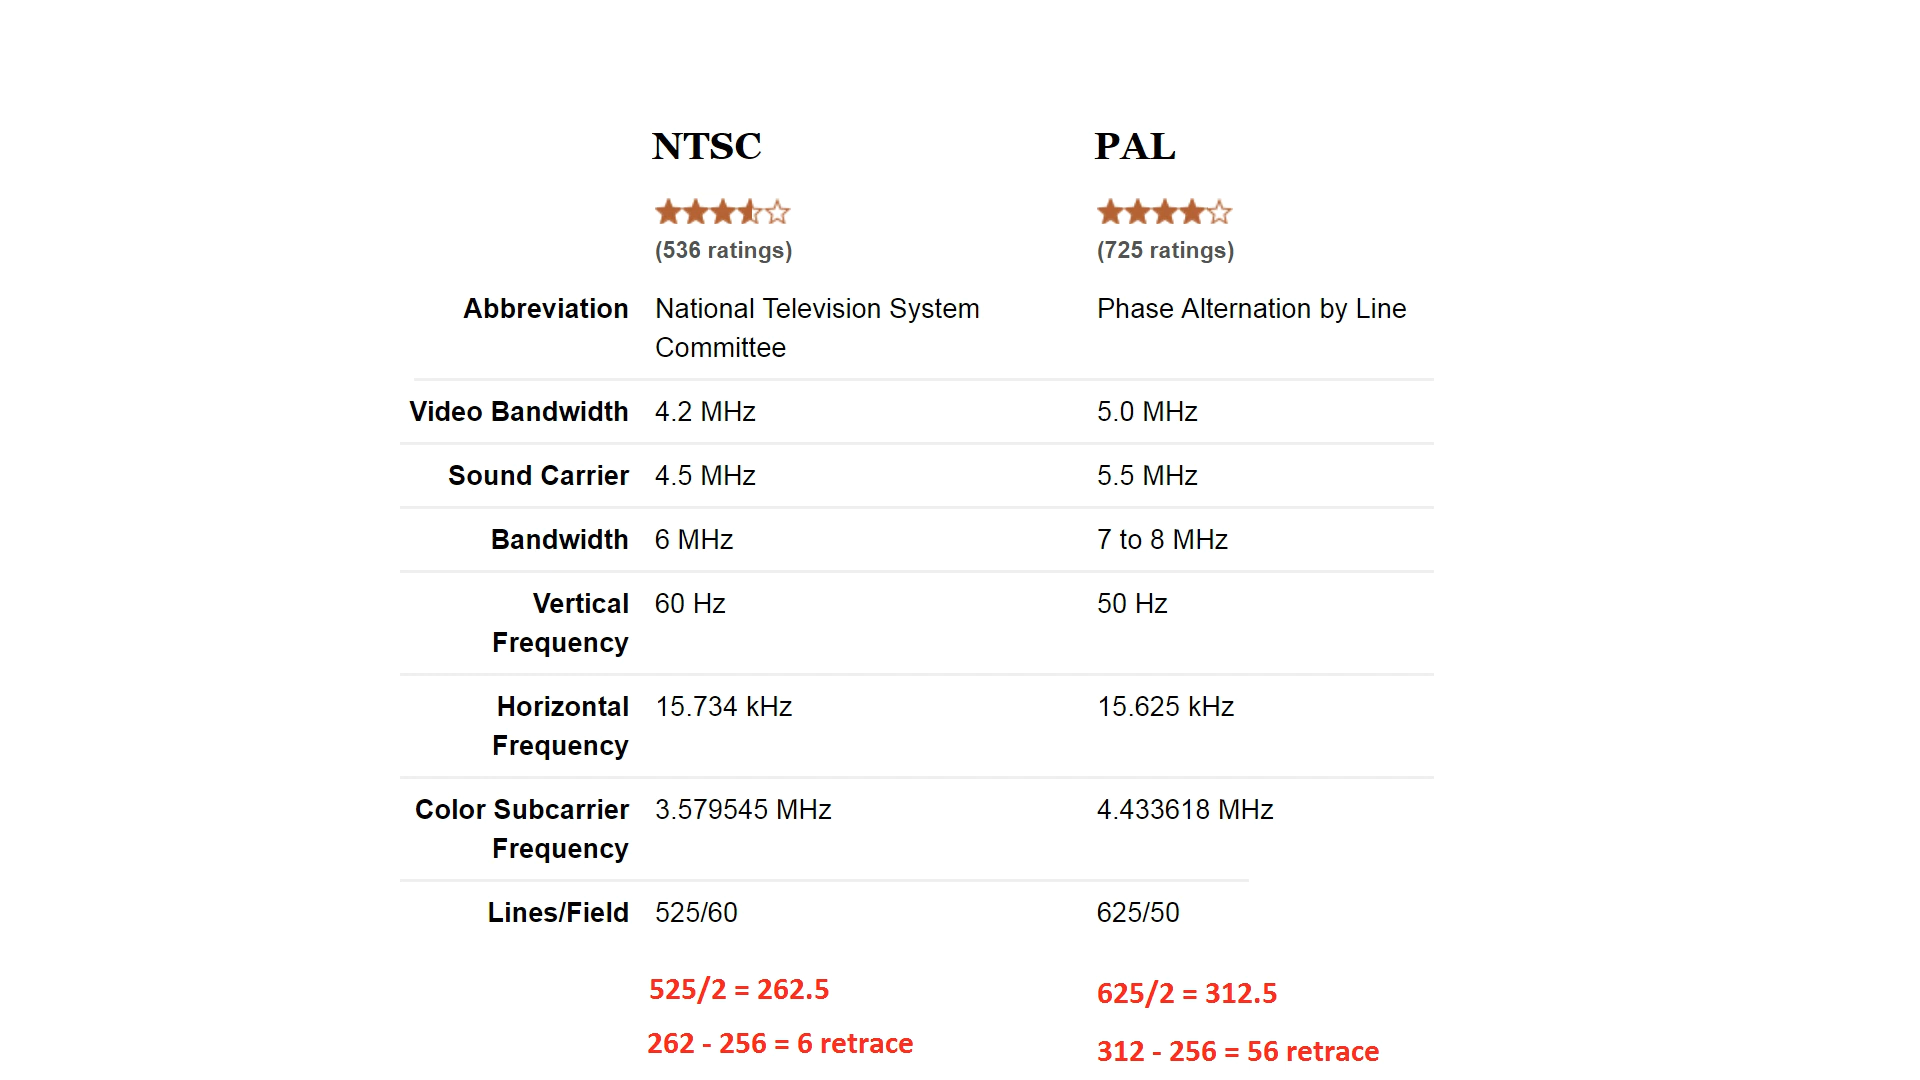 NTSC PAL
(536 ratings) (725 ratings)
Abbreviation National Television System Phase Alternation by Line
Committee
Video Bandwidth 4.2 MHz 5.0 MHz
Sound Carrier 4.5 MHz 5.5 MHz
Bandwidth 6 MHz 7 to 8 MHz
Vertical 60 Hz 50 Hz
Frequency
Horizontal 15.734 kHz 15.625 kHz
Frequency
Color Subcarrier 3.579545 MHz 4.433618 MHz
Frequency
Lines/Field 525/60 625/50
525/2 = 262.5 625/2 = 312.5
262 - 256 = 6 retrace 312 - 256 = 56 retrace